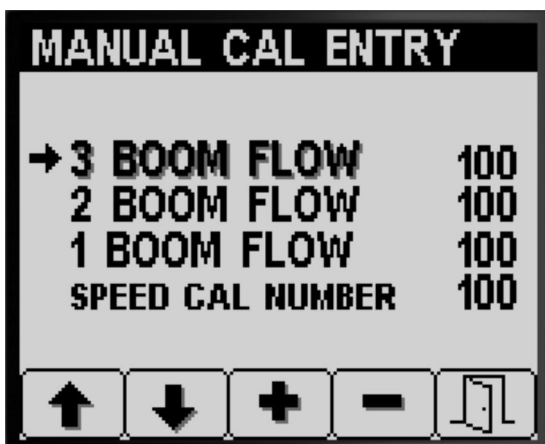 MANUAL CAL ENTRY
3 BOOM FLOW 100
2 BOOM FLOW 100
1 BOOM FLOW 100
SPEED CAL NUMBER 100